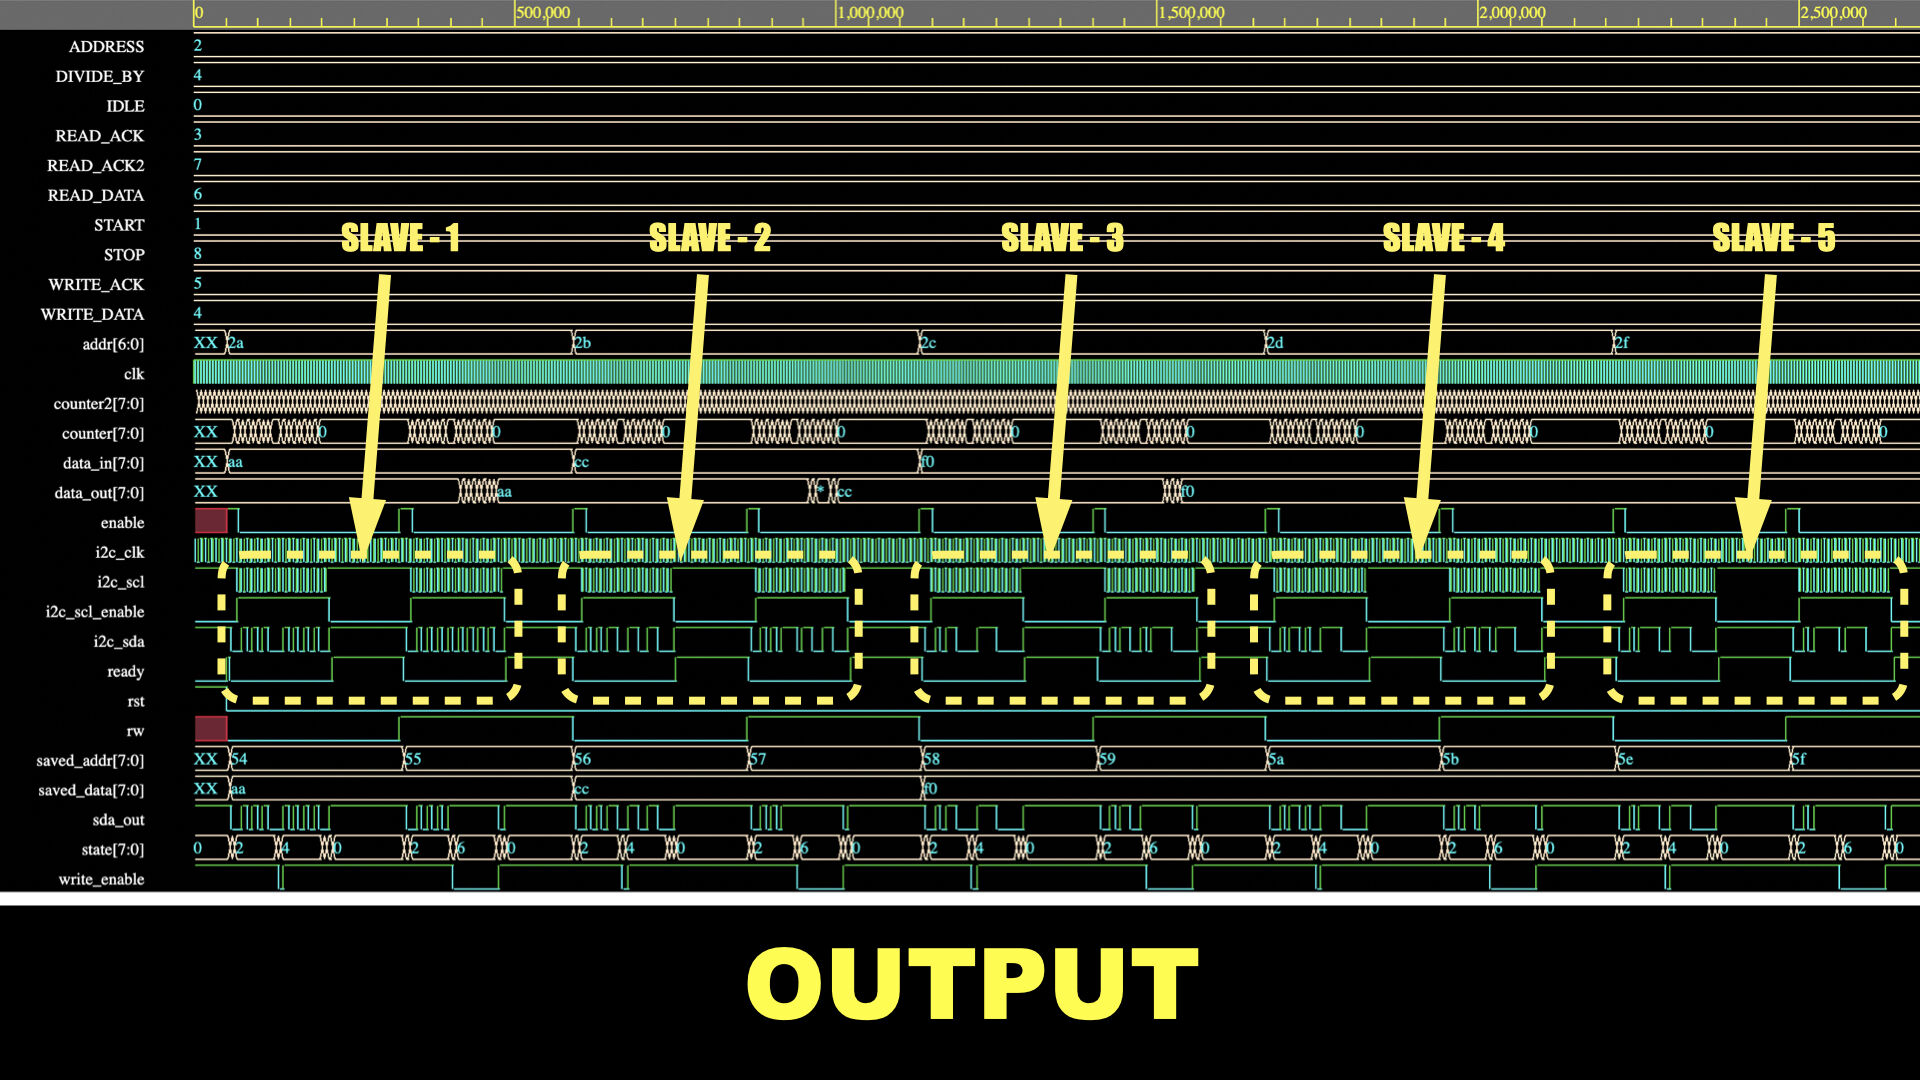 0 500,000 1,000,000 1,500,000 2,000,000 2,500,000
ADDRESS 2
DIVIDE_BY 4
IDLE 0
READ_ACK 3
READ_ACK2 7
READ_DATA 6
START 1
SLAVE - 1 SLAVE - 2 SLAVE - 3 SLAVE - 4 SLAVE - 5
STOP 8
WRITE_ACK 5
WRITE_DATA 4
addr[6:0] XX 2a 2b 2c 2d 2f
clk
counter2[7:0]
counter[7:0] XX 0 0 0 0 0 0 0 0 0 0
data_in[7:0] XX aa cc f0
data_out[7:0] XX aa * cc f0
enable
i2c_clk
i2c_scl
i2c_scl_enable
i2c_sda
ready
rst
rw
saved_addr[7:0] XX 54 55 56 57 58 59 5a 5b 5e 5f
saved_data[7:0] XX aa cc f0
sda_out
state[7:0] 0 2 4 0 2 6 0 2 4 0 2 6 0 2 4 0 2 6 0 2 4 0 2 6 0 2 4 0 2 6 0
write_enable
OUTPUT